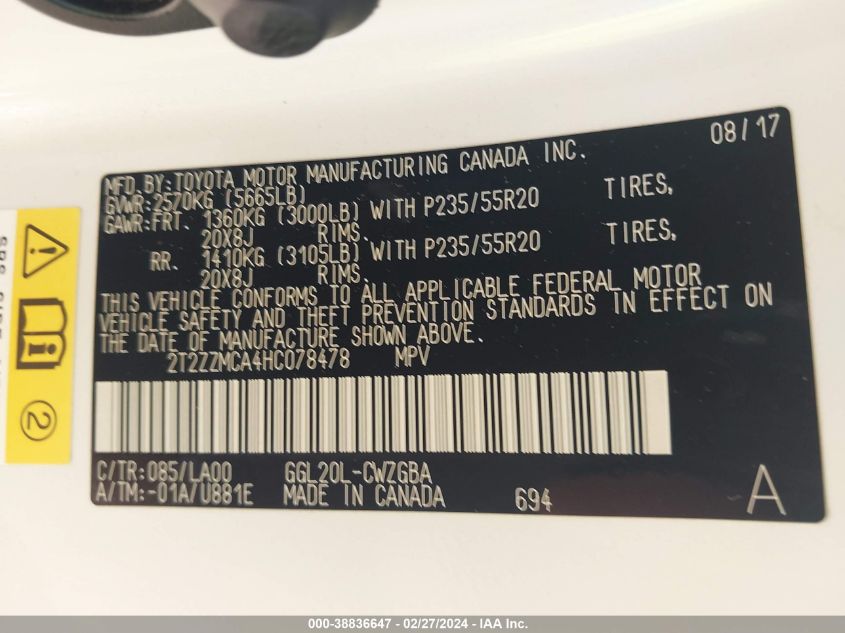 08/17
MFD.BY:TOYOTA MOTOR MANUFACTURING CANADA INC.
GVWR:2570KG (5665LB)
GAWR:FRT. 1360KG (3000LB) WITH P235/55R20 TIRES,
20X8J RIMS.
RR. 1410KG (3105LB) WITH P235/55R20 TIRES,
20X8J RIMS.
THIS VEHICLE CONFORMS TO ALL APPLICABLE FEDERAL MOTOR
VEHICLE SAFETY AND THEFT PREVENTION STANDARDS IN EFFECT ON
THE DATE OF MANUFACTURE SHOWN ABOVE.
2T2ZZMCA4HC078478 MPV
C/TR:085/LA00 GGL20L-CWZGBA
A/TM:-01A/U881E MADE IN CANADA 694 A
2
000-38836647 - 02/27/2024 - IAA Inc.